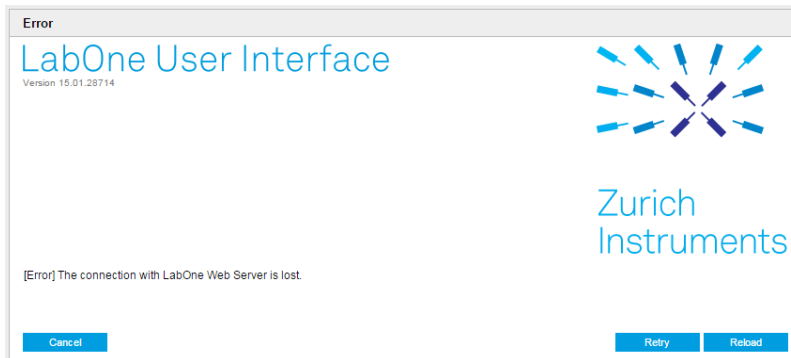 Error
LabOne User Interface
Version 15.01.28714
Zurich
Instruments
[Error] The connection with LabOne Web Server is lost.
Cancel
Retry
Reload